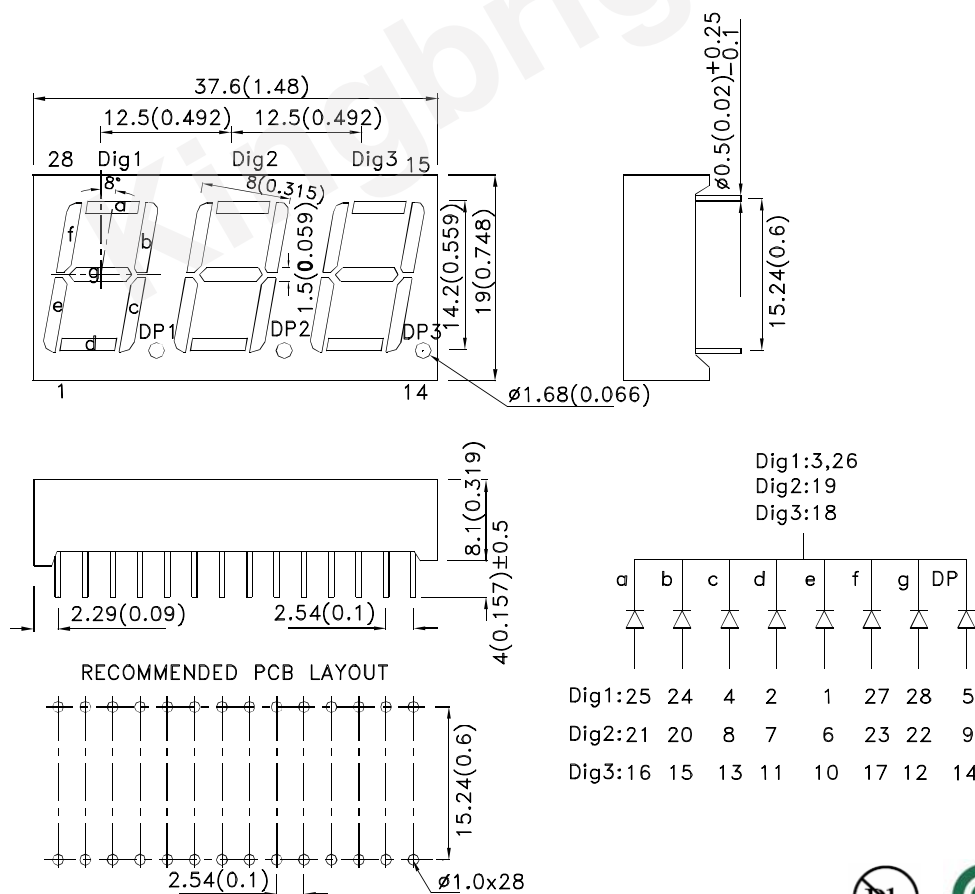 Kingbrig
37.6(1.48)
12.5(0.492) 12.5(0.492)
28 Dig1 Dig2 Dig3 15
8°
8(0.315)
a
f
b
g
e
c
d
DP1 DP2 DP3
1.5(0.059)
14.2(0.559)
19(0.748)
1 14
ø1.68(0.066)
ø0.5(0.02)+0.25 -0.1
15.24(0.6)
8.1(0.319)
4(0.157)±0.5
2.29(0.09) 2.54(0.1)
Dig1:3,26
Dig2:19
Dig3:18
a b c d e f g DP
Dig1:25 24 4 2 1 27 28 5
Dig2:21 20 8 7 6 23 22 9
Dig3:16 15 13 11 10 17 12 14
RECOMMENDED PCB LAYOUT
15.24(0.6)
2.54(0.1)
ø1.0x28